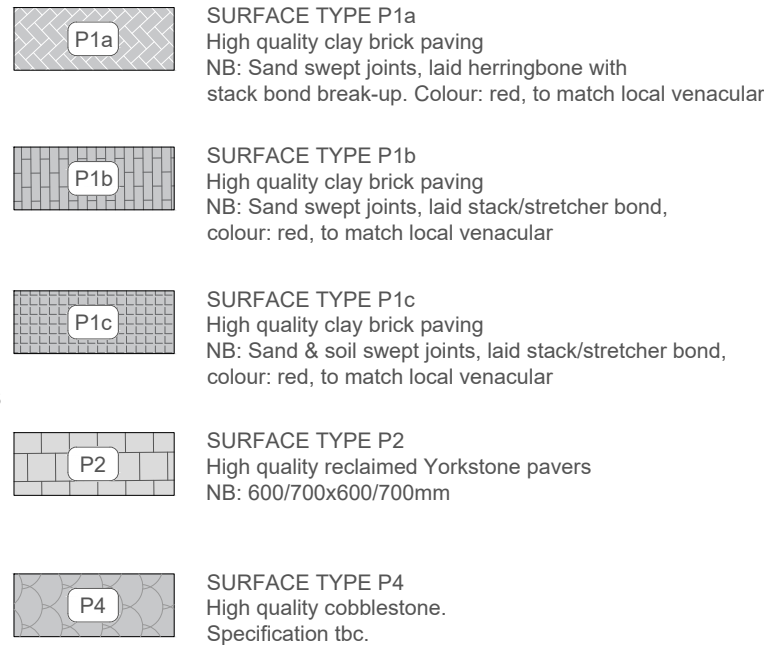 P1a
SURFACE TYPE P1a
High quality clay brick paving
NB: Sand swept joints, laid herringbone with
stack bond break-up. Colour: red, to match local venacular
P1b
SURFACE TYPE P1b
High quality clay brick paving
NB: Sand swept joints, laid stack/stretcher bond,
colour: red, to match local venacular
P1c
SURFACE TYPE P1c
High quality clay brick paving
NB: Sand & soil swept joints, laid stack/stretcher bond,
colour: red, to match local venacular
P2
SURFACE TYPE P2
High quality reclaimed Yorkstone pavers
NB: 600/700x600/700mm
P4
SURFACE TYPE P4
High quality cobblestone.
Specification tbc.